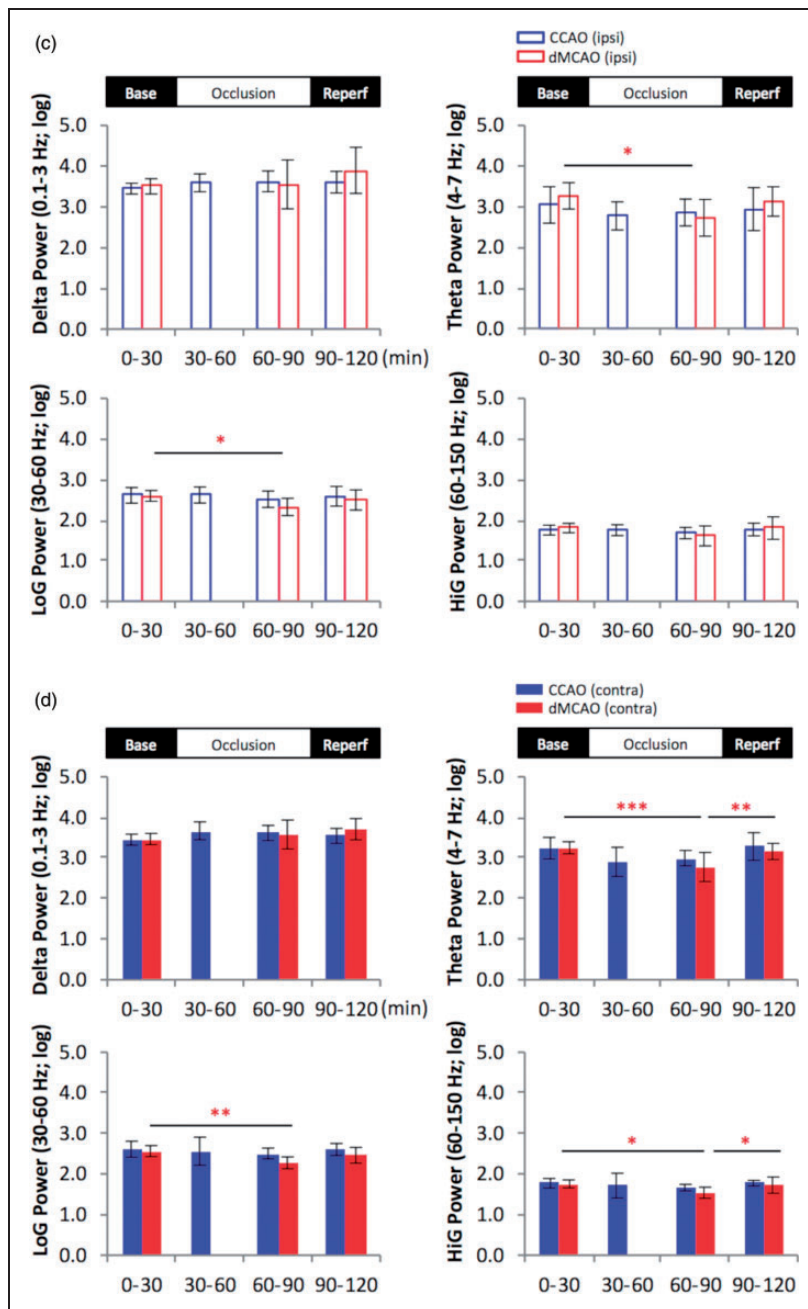 (c)
CCAO (ipsi)
dMCAO (ipsi)
Base Occlusion Reperf
Delta Power (0.1-3 Hz; log)
5.0
4.0
3.0
2.0
1.0
0.0
0-30 30-60 60-90 90-120 (min)
Base Occlusion Reperf
Theta Power (4-7 Hz; log)
5.0
4.0
3.0
2.0
1.0
0.0
*
0-30 30-60 60-90 90-120
LoG Power (30-60 Hz; log)
5.0
4.0
3.0
2.0
1.0
0.0
*
0-30 30-60 60-90 90-120
HiG Power (60-150 Hz; log)
5.0
4.0
3.0
2.0
1.0
0.0
0-30 30-60 60-90 90-120
(d)
CCAO (contra)
dMCAO (contra)
Base Occlusion Reperf
Delta Power (0.1-3 Hz; log)
5.0
4.0
3.0
2.0
1.0
0.0
0-30 30-60 60-90 90-120 (min)
Base Occlusion Reperf
Theta Power (4-7 Hz; log)
5.0
4.0
3.0
2.0
1.0
0.0
*** **
0-30 30-60 60-90 90-120
LoG Power (30-60 Hz; log)
5.0
4.0
3.0
2.0
1.0
0.0
**
0-30 30-60 60-90 90-120
HiG Power (60-150 Hz; log)
5.0
4.0
3.0
2.0
1.0
0.0
* *
0-30 30-60 60-90 90-120